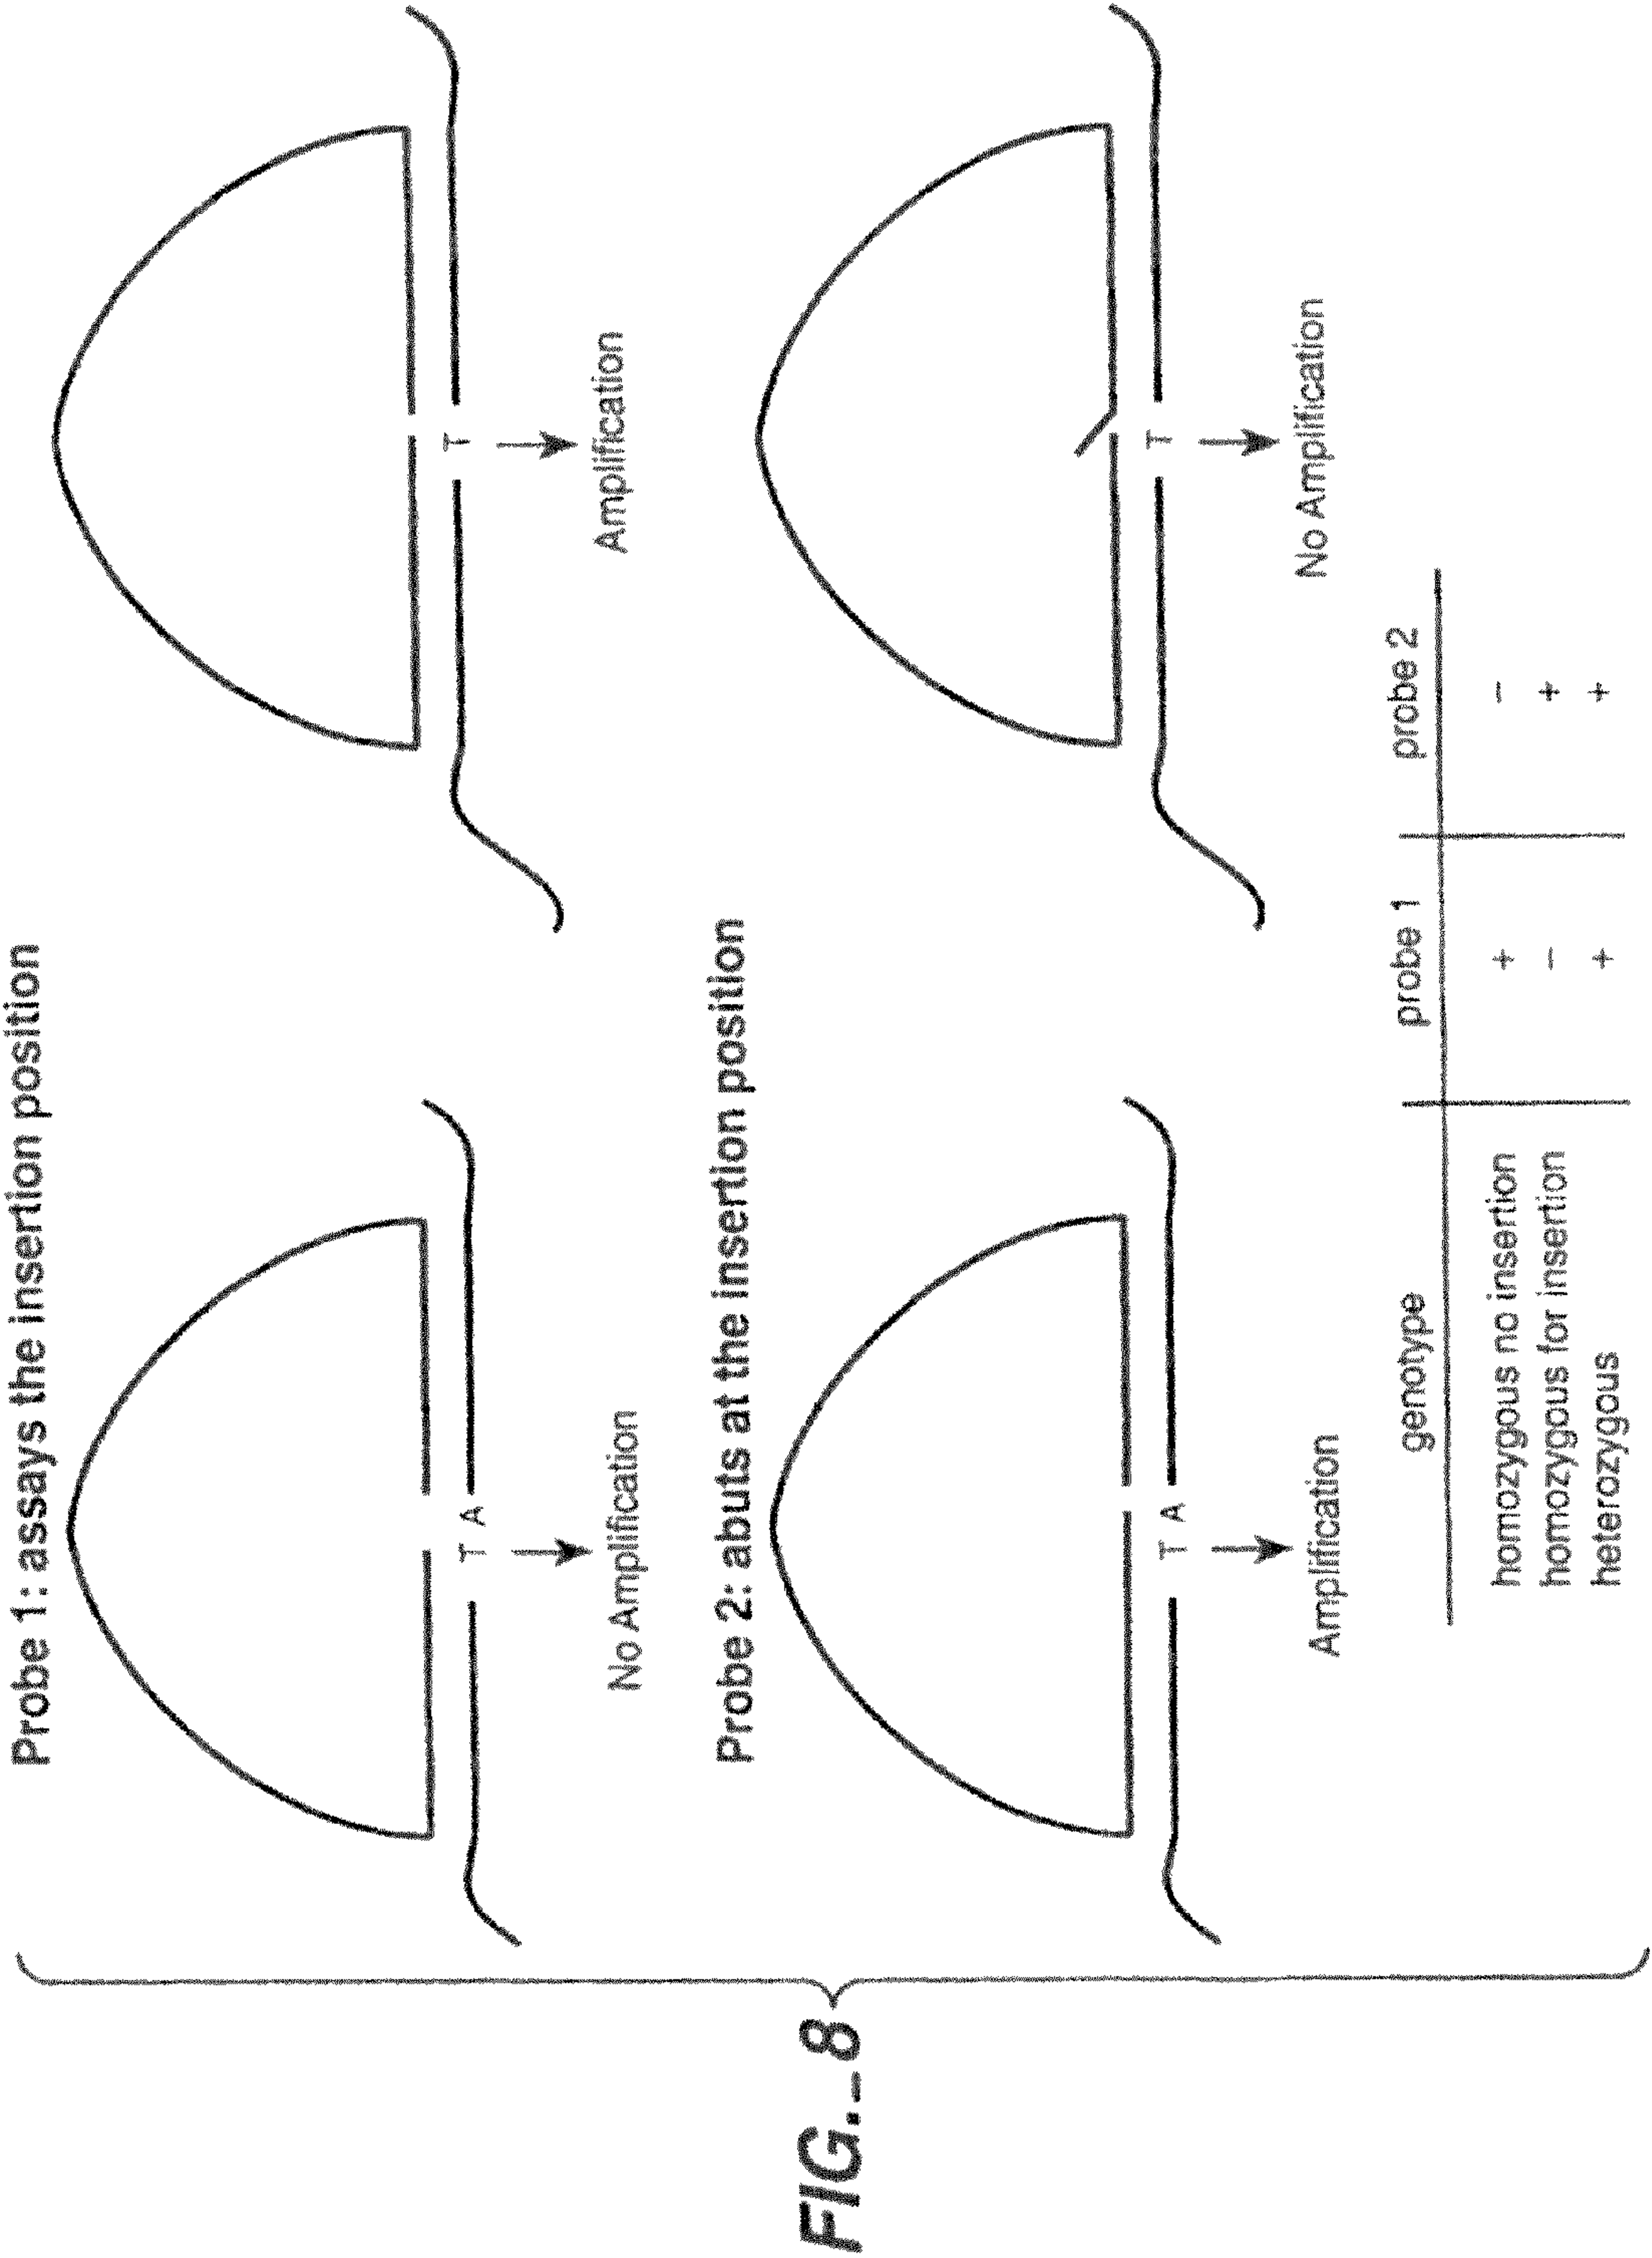 Probe 1: assays the insertion position
T A
T
No Amplification
Amplification
Probe 2: abuts at the insertion position
T A
T
Amplification
No Amplification
genotype probe 1 probe 2
homozygous no insertion + −
homozygous for insertion − +
heterozygous + +
FIG._8